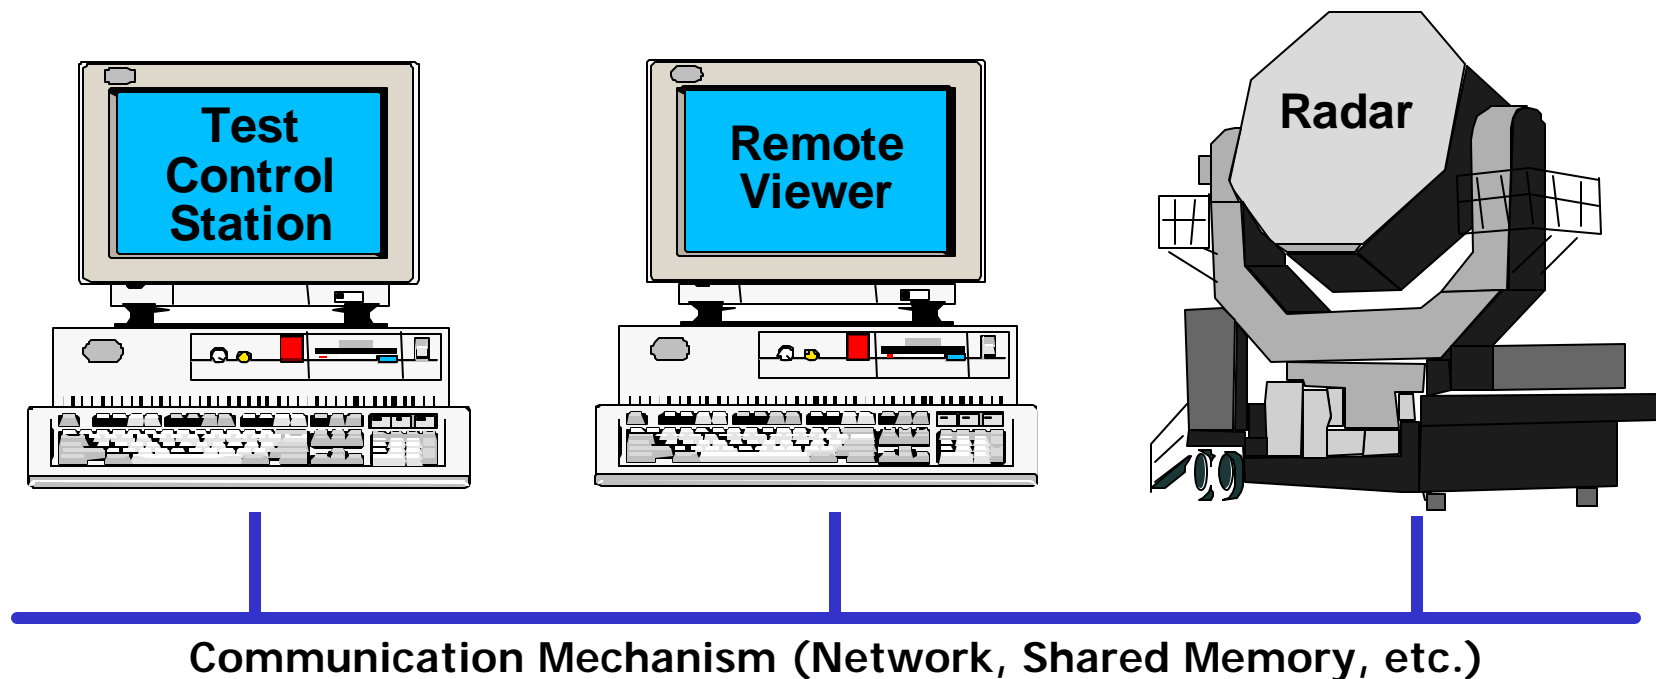 Test
Control
Station
Remote
Viewer
Radar
Communication Mechanism (Network, Shared Memory, etc.)